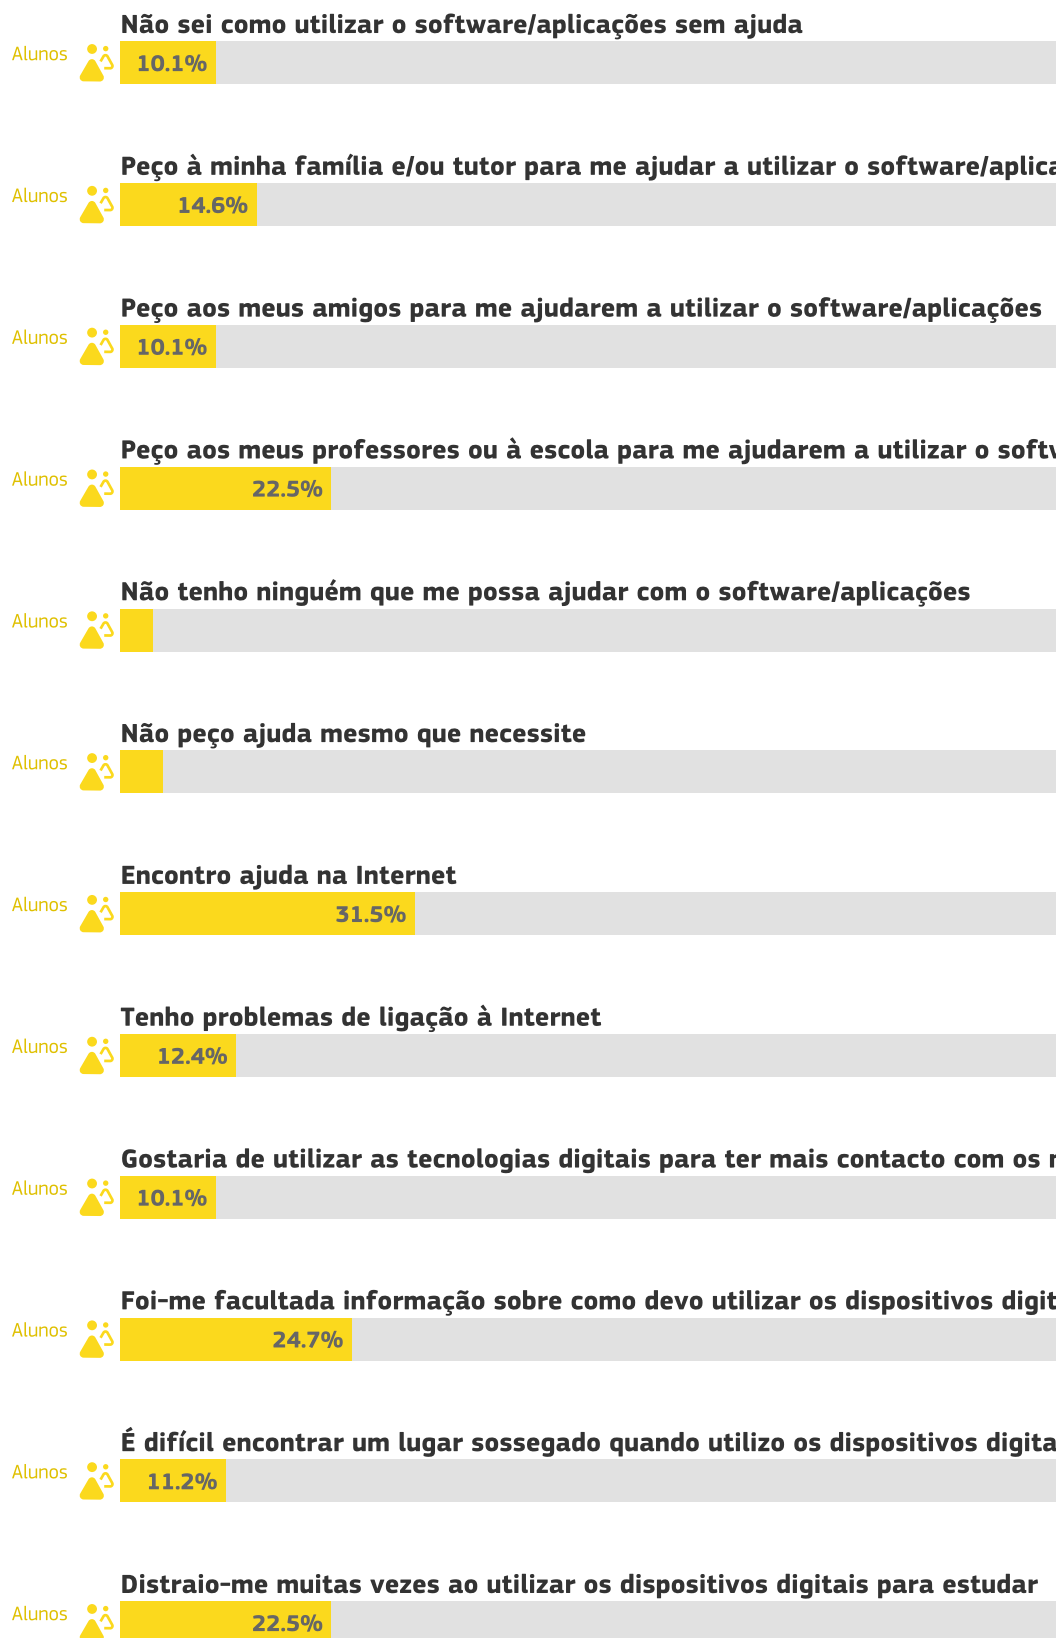 Não sei como utilizar o software/aplicações sem ajuda
Alunos
10.1%
Peço à minha família e/ou tutor para me ajudar a utilizar o
Alunos
14.6%
Peço aos meus amigos para me ajudarem a utilizar o software/aplicações
Alunos
10.1%
Peço aos meus professores ou à escola para me ajudarem a utilizar o
Alunos
22.5%
Não tenho ninguém que me possa ajudar com o software/aplicações
Alunos
Não peço ajuda mesmo que necessite
Alunos
Encontro ajuda na Internet
Alunos
31.5%
Tenho problemas de ligação à Internet
Alunos
12.4%
Gostaria de utilizar as tecnologias digitais para ter mais contacto com os
Alunos
10.1%
Foi-me facultada informação sobre como devo utilizar os dispositivos
Alunos
24.7%
É difícil encontrar um lugar sossegado quando utilizo os dispositivos
Alunos
11.2%
Distraio-me muitas vezes ao utilizar os dispositivos digitais para estudar
Alunos
22.5%